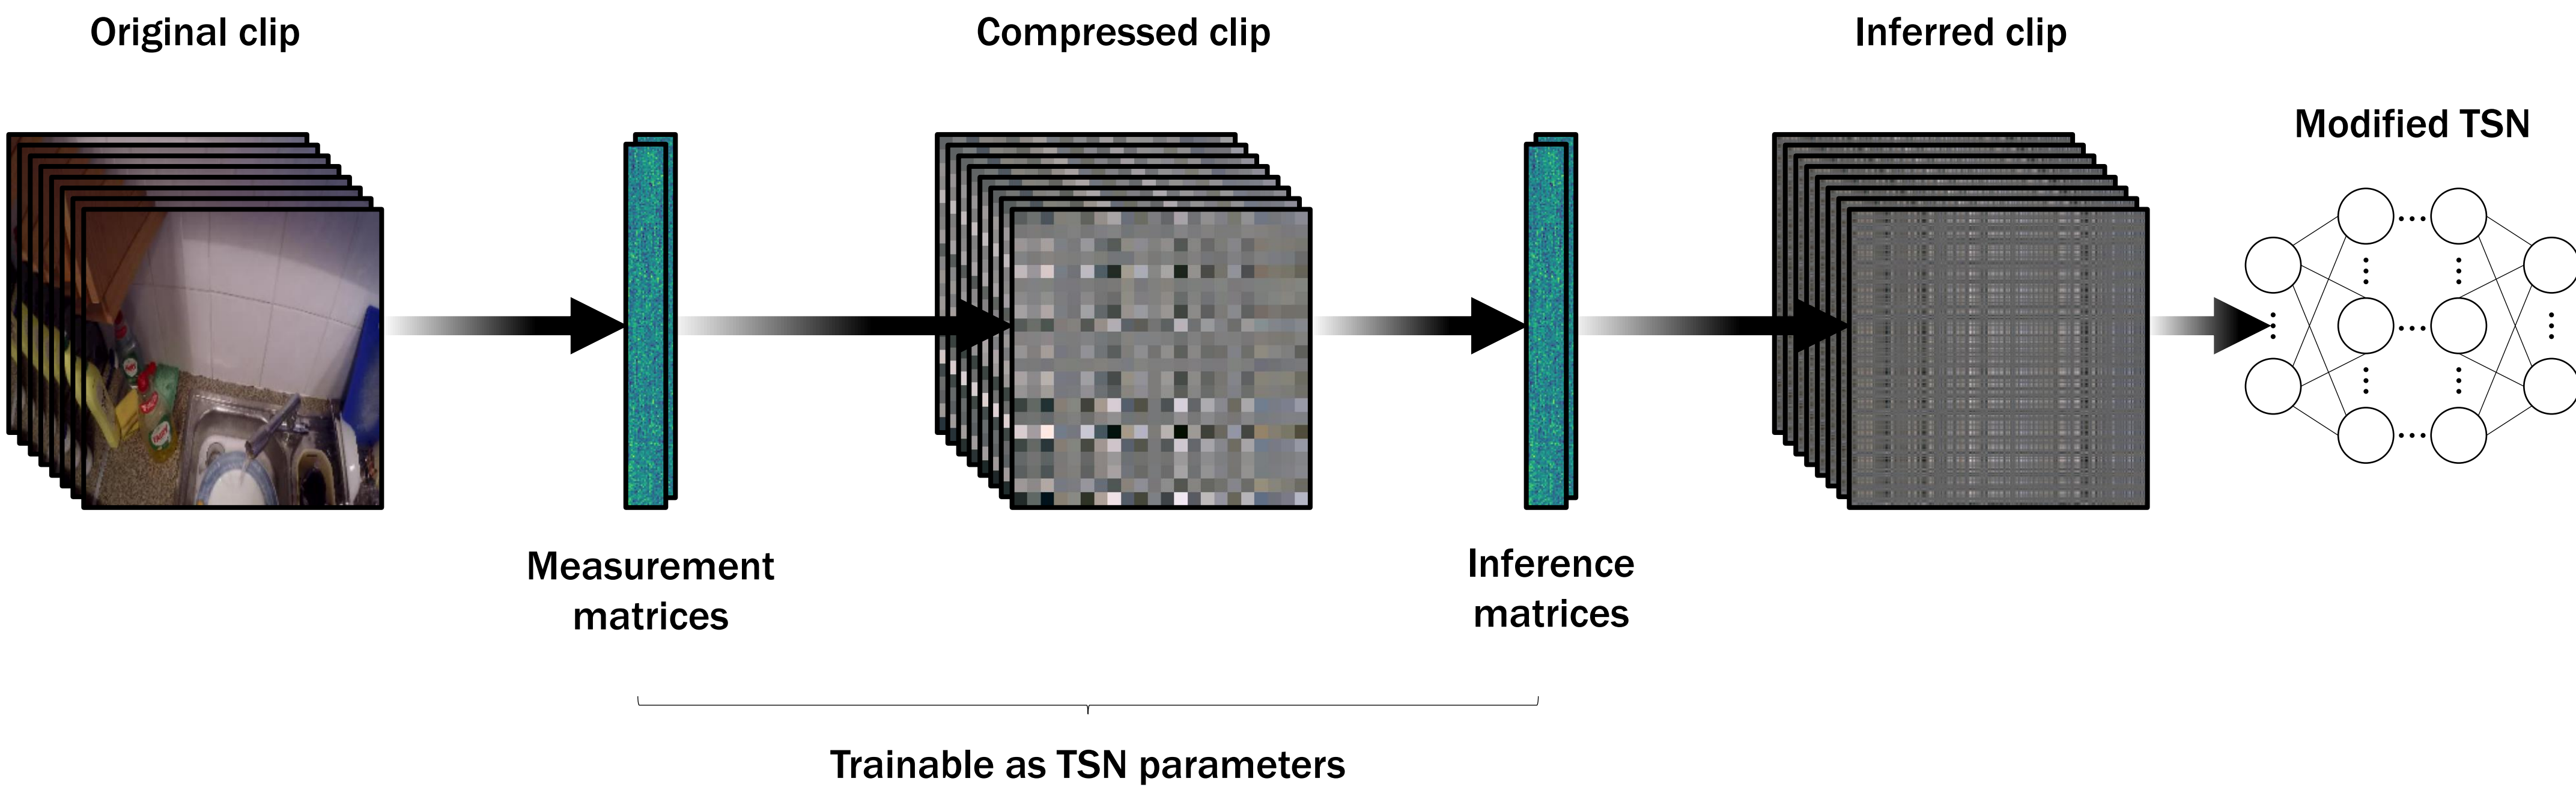 Original clip
Compressed clip
Inferred clip
Modified TSN
Measurement
matrices
Inference
matrices
Trainable as TSN parameters